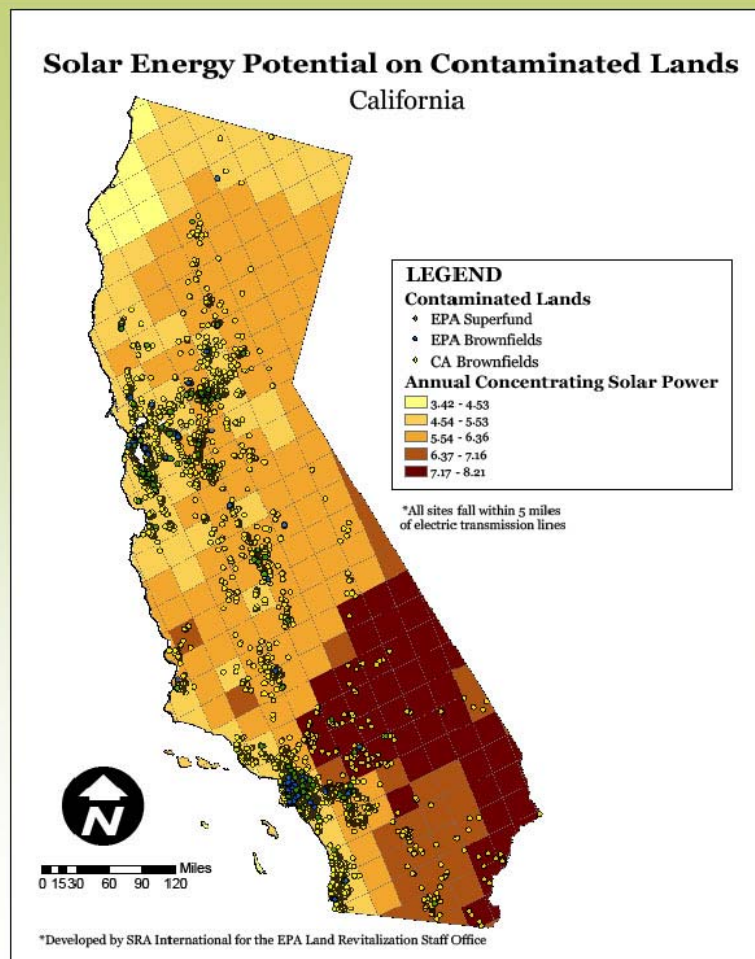 Solar Energy Potential on Contaminated Lands
California
LEGEND
Contaminated Lands
EPA Superfund
EPA Brownfields
CA Brownfields
Annual Concentrating Solar Power
3.42 - 4.53
4.54 - 5.53
5.54 - 6.36
6.37 - 7.16
7.17 - 8.21
*All sites fall within 5 miles
of electric transmission lines
N
Miles
0 15 30 60 90 120
*Developed by SRA International for the EPA Land Revitalization Staff Office